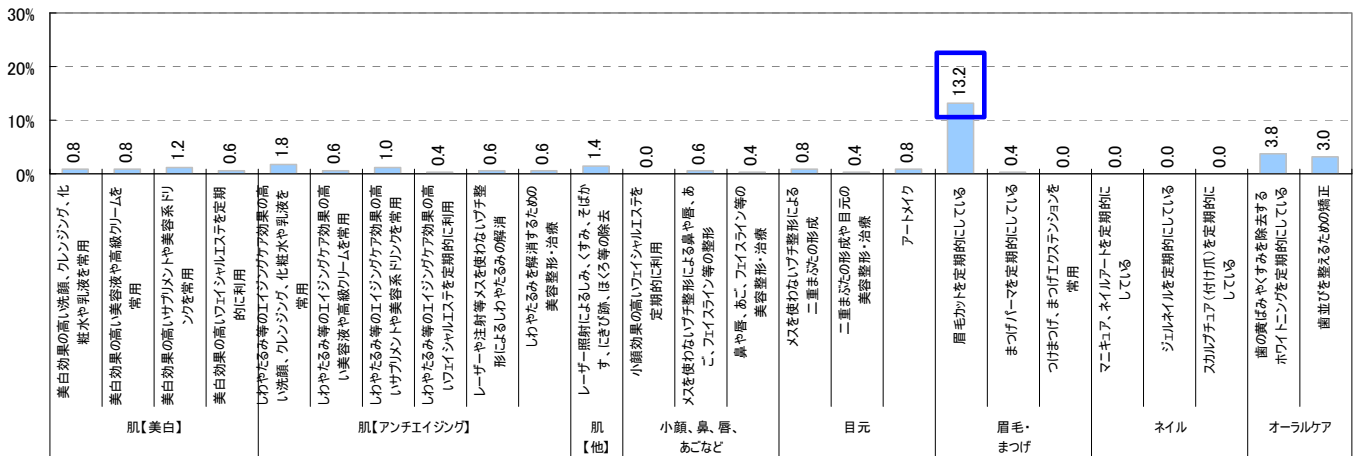 30%
20%
10%
0%
0.8
0.8
1.2
0.6
1.8
0.6
1.0
0.4
0.6
0.6
1.4
0.0
0.6
0.4
0.8
0.4
0.8
13.2
0.4
0.0
0.0
0.0
0.0
3.8
3.0
美白効果の高い洗顔、クレンジング、化
粧水や乳液を常用
美白効果の高い美容液や高級クリームを
常用
美白効果の高いサプリメントや美容系ドリ
ンクを常用
美白効果の高いフェイシャルエステを定期
的に利用
しわやたるみ等のエイジングケア効果の高
い洗顔、クレンジング、化粧水や乳液を
常用
しわやたるみ等のエイジングケア効果の高
い美容液や高級クリームを常用
しわやたるみ等のエイジングケア効果の高
いサプリメントや美容系ドリンクを常用
しわやたるみ等のエイジングケア効果の高
いフェイシャルエステを定期的に利用
レーザーや注射等メスを使わないプチ整
形によるしわやたるみの解消
しわやたるみを解消するための
美容整形・治療
レーザー照射によるしみ、くすみ、そばか
す、にきび跡、ほくろ等の除去
小顔効果の高いフェイシャルエステを
定期的に利用
メスを使わないプチ整形による鼻や唇、あ
ご、フェイスライン等の整形
鼻や唇、あご、フェイスライン等の
美容整形・治療
メスを使わないプチ整形による
二重まぶたの形成
二重まぶたの形成や目元の
美容整形・治療
アートメイク
眉毛カットを定期的にしている
まつげパーマを定期的にしている
つけまつげ、まつげエクステンションを
常用
マニキュア、ネイルアートを定期的に
している
ジェルネイルを定期的にしている
スカルプチュア(付け爪)を定期的に
している
歯の黄ばみやくすみを除去する
ホワイトニングを定期的にしている
歯並びを整えるための矯正
肌【美白】
肌【アンチエイジング】
肌
【他】
小顔、鼻、唇、
あごなど
目元
眉毛・
まつげ
ネイル
オーラルケア